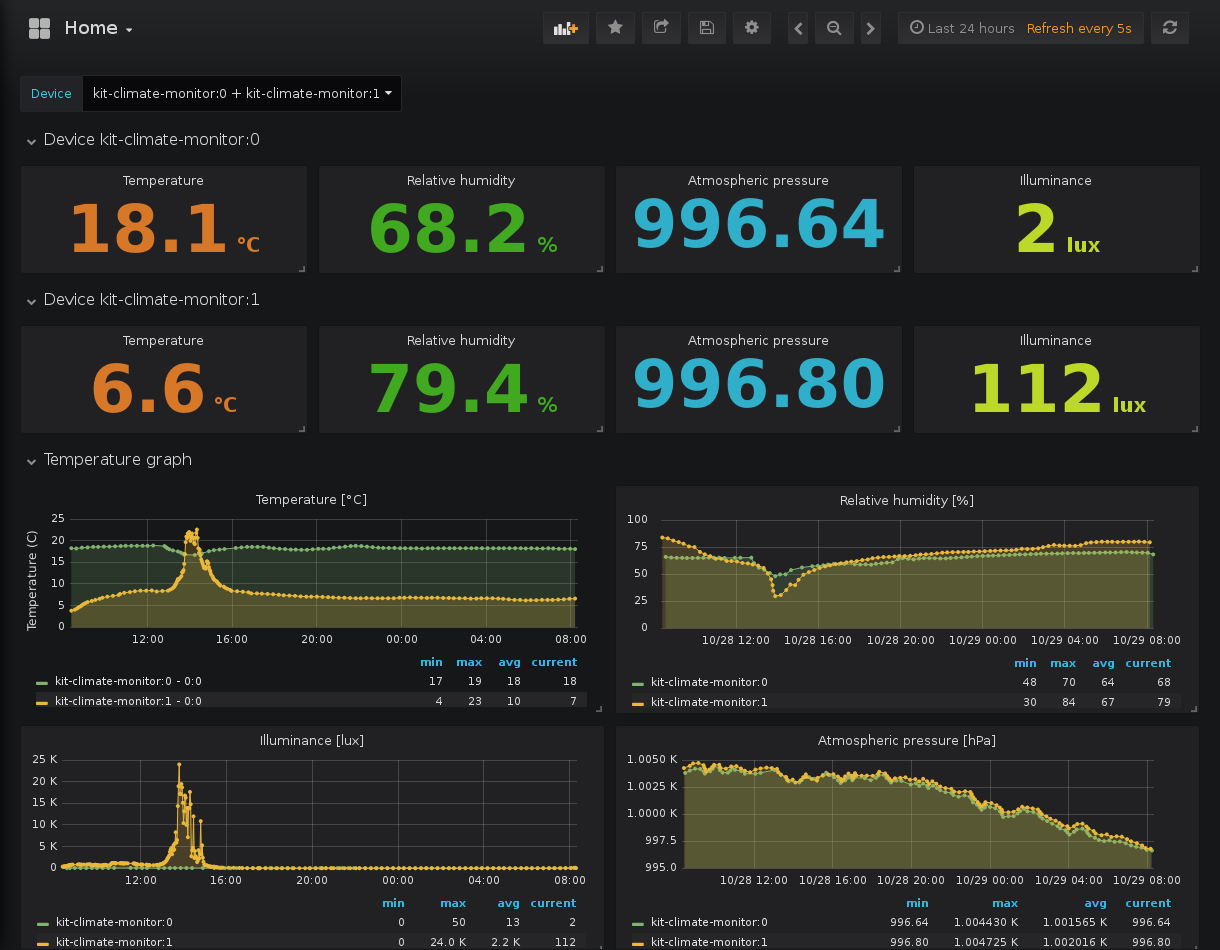 Home
Last 24 hours Refresh every 5s
Device kit-climate-monitor:0 + kit-climate-monitor:1
Device kit-climate-monitor:0
Temperature Relative humidity Atmospheric pressure Illuminance
18.1 °C 68.2 % 996.64 2 lux
Device kit-climate-monitor:1
Temperature Relative humidity Atmospheric pressure Illuminance
6.6 °C 79.4 % 996.80 112 lux
Temperature graph
Temperature [°C]
Temperature (C)
25
20
15
10
5
0
12:00 16:00 20:00 00:00 04:00 08:00
min max avg current
kit-climate-monitor:0 - 0:0 17 19 18 18
kit-climate-monitor:1 - 0:0 4 23 10 7
Relative humidity [%]
100
75
50
25
0
10/28 12:00 10/28 16:00 10/28 20:00 10/29 00:00 10/29 04:00 10/29 08:00
min max avg current
kit-climate-monitor:0 48 70 64 68
kit-climate-monitor:1 30 84 67 79
Illuminance [lux]
25 K
20 K
15 K
10 K
5 K
0
12:00 16:00 20:00 00:00 04:00 08:00
min max avg current
kit-climate-monitor:0 0 50 13 2
kit-climate-monitor:1 0 24.0 K 2.2 K 112
Atmospheric pressure [hPa]
1.0050 K
1.0025 K
1.0000 K
997.5
995.0
10/28 12:00 10/28 16:00 10/28 20:00 10/29 00:00 10/29 04:00 10/29 08:00
min max avg current
kit-climate-monitor:0 996.64 1.004430 K 1.001565 K 996.64
kit-climate-monitor:1 996.80 1.004725 K 1.002016 K 996.80